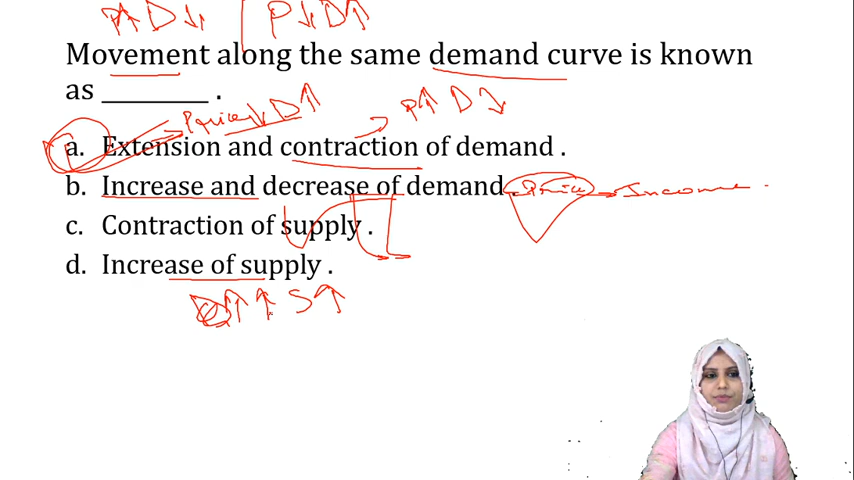 P↑ D↓ | P↓ D↑
Movement along the same demand curve is known
as ________ .
Price↓ D↑ P↑ D↓
a. Extension and contraction of demand .
b. Increase and decrease of demand Price → Income .
c. Contraction of supply .
d. Increase of supply .
D↑ ↑ S↑